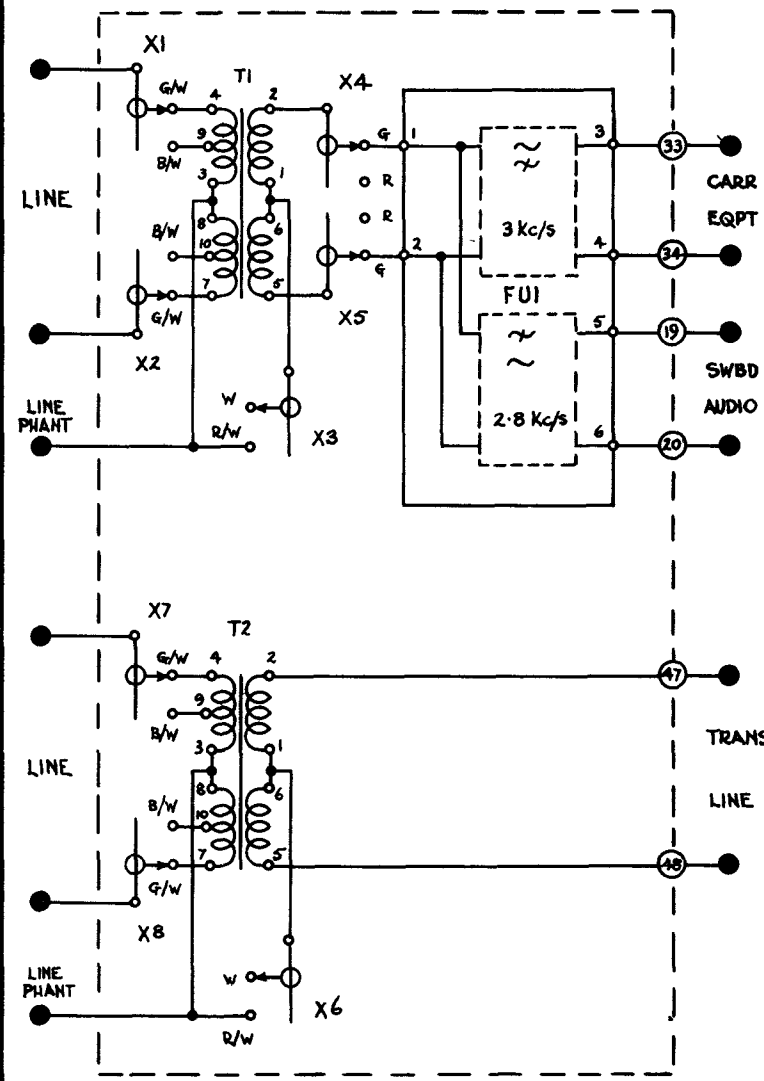 X1
T1
X4
G/W
4
2
9
B/W
3
1
G
1
3
33
CARR
EQPT
R
R
3 Kc/s
LINE
B/W
8
6
10
7
5
G/W
G
2
4
34
X2
X5
FU1
5
19
SWBD
AUDIO
2.8 Kc/s
6
20
LINE
PHANT
W
R/W
X3
X7
T2
G/W
4
2
47
9
B/W
3
1
TRANS
LINE
LINE
B/W
8
6
10
7
5
48
G/W
X8
LINE
PHANT
W
X6
R/W